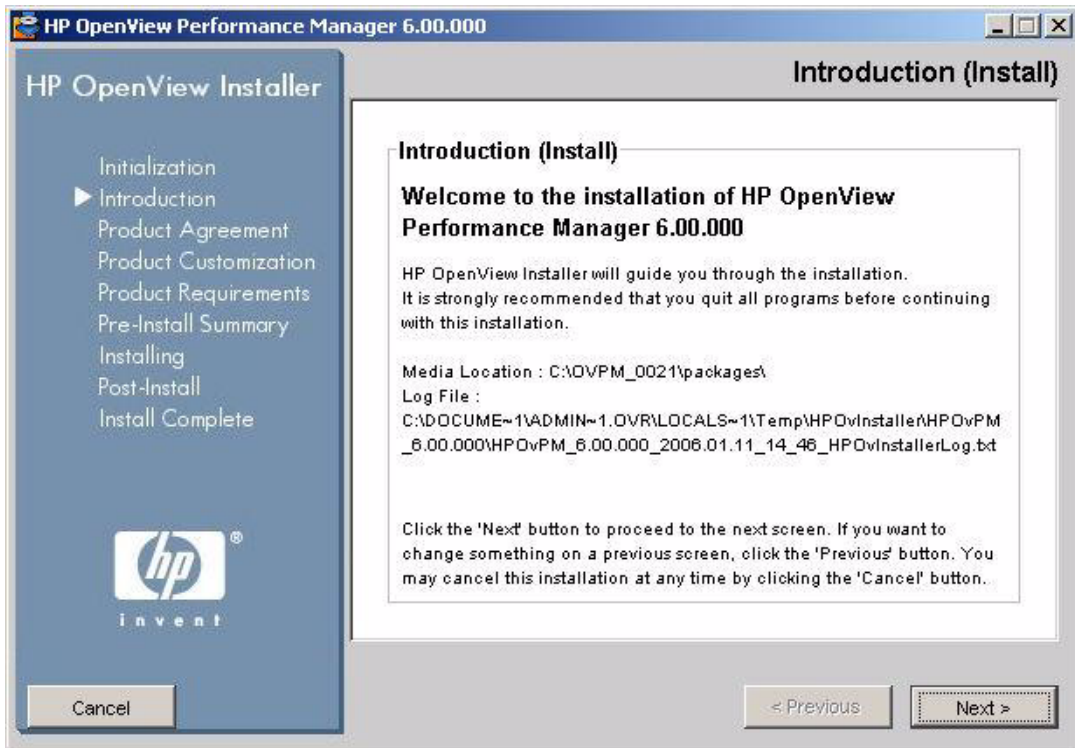 HP OpenView Performance Manager 6.00.000
HP OpenView Installer
Initialization
Introduction
Product Agreement
Product Customization
Product Requirements
Pre-Install Summary
Installing
Post-Install
Install Complete
hp
®
invent
Cancel
Introduction (Install)
Introduction (Install)
Welcome to the installation of HP OpenView
Performance Manager 6.00.000
HP OpenView Installer will guide you through the installation.
It is strongly recommended that you quit all programs before continuing
with this installation.
Media Location : C:\OVPM_0021\packages\
Log File :
C:\DOCUME~1\ADMIN~1.OVR\LOCALS~1\Temp\HPOvInstaller\HPOvPM
_6.00.000\HPOvPM_6.00.000_2006.01.11_14_46_HPOvInstallerLog.txt
Click the 'Next' button to proceed to the next screen. If you want to
change something on a previous screen, click the 'Previous' button. You
may cancel this installation at any time by clicking the 'Cancel' button.
< Previous
Next >